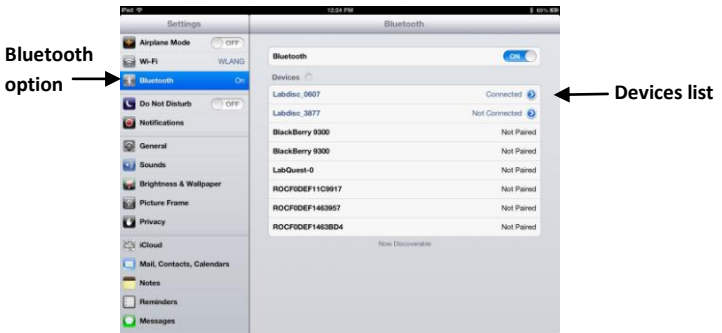 iPad 12:24 PM 60%
Settings
Bluetooth
Airplane Mode OFF
Wi-Fi WLANG
Bluetooth On
Do Not Disturb OFF
Notifications
General
Sounds
Brightness & Wallpaper
Picture Frame
Privacy
iCloud
Mail, Contacts, Calendars
Notes
Reminders
Messages
Bluetooth ON
Devices
Labdisc_0607 Connected
Labdisc_3877 Not Connected
BlackBerry 9300 Not Paired
BlackBerry 9300 Not Paired
LabQuest-0 Not Paired
ROCF0DEF11C9917 Not Paired
ROCF0DEF1463957 Not Paired
ROCF0DEF1463BD4 Not Paired
Now Discoverable
Bluetooth
option
Devices list